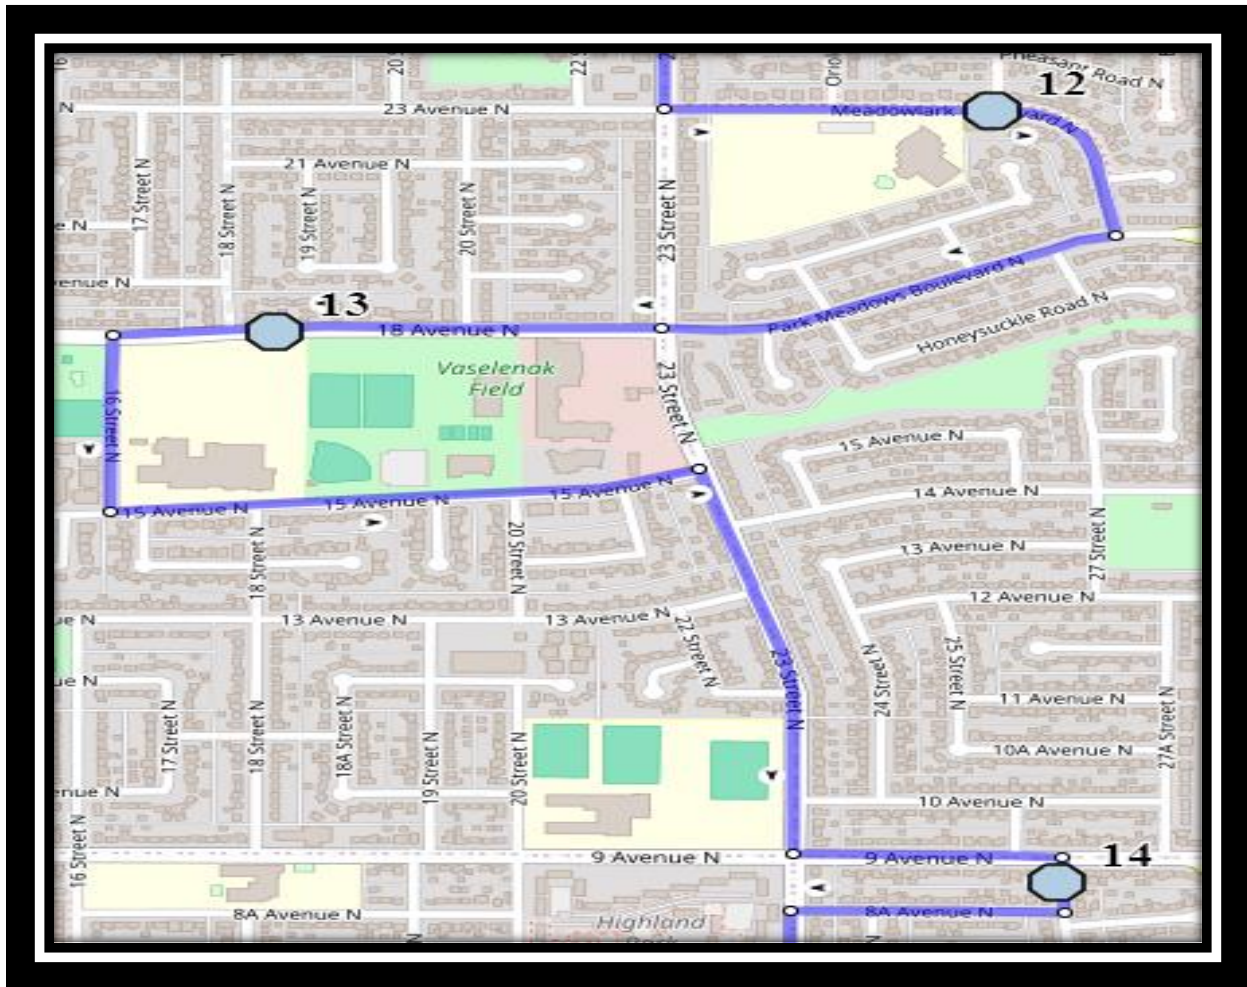 Pheasant Road N
12
23 Avenue N
Meadowlark
21 Avenue N
17 Street N
18 Street N
19 Street N
20 Street N
23 Street N
13
18 Avenue N
Park Meadows Boulevard N
Honeysuckle Road N
Vaselenak
Field
23 Street N
16 Street N
15 Avenue N
15 Avenue N
15 Avenue N
15 Avenue N
14 Avenue N
13 Avenue N
27 Street N
18 Street N
20 Street N
12 Avenue N
13 Avenue N
13 Avenue N
22 Street N
23 Street N
24 Street N
25 Street N
11 Avenue N
10A Avenue N
27A Street N
17 Street N
18 Street N
18A Street N
19 Street N
20 Street N
10 Avenue N
16 Street N
9 Avenue N
9 Avenue N
14
8A Avenue N
8A Avenue N
Highland